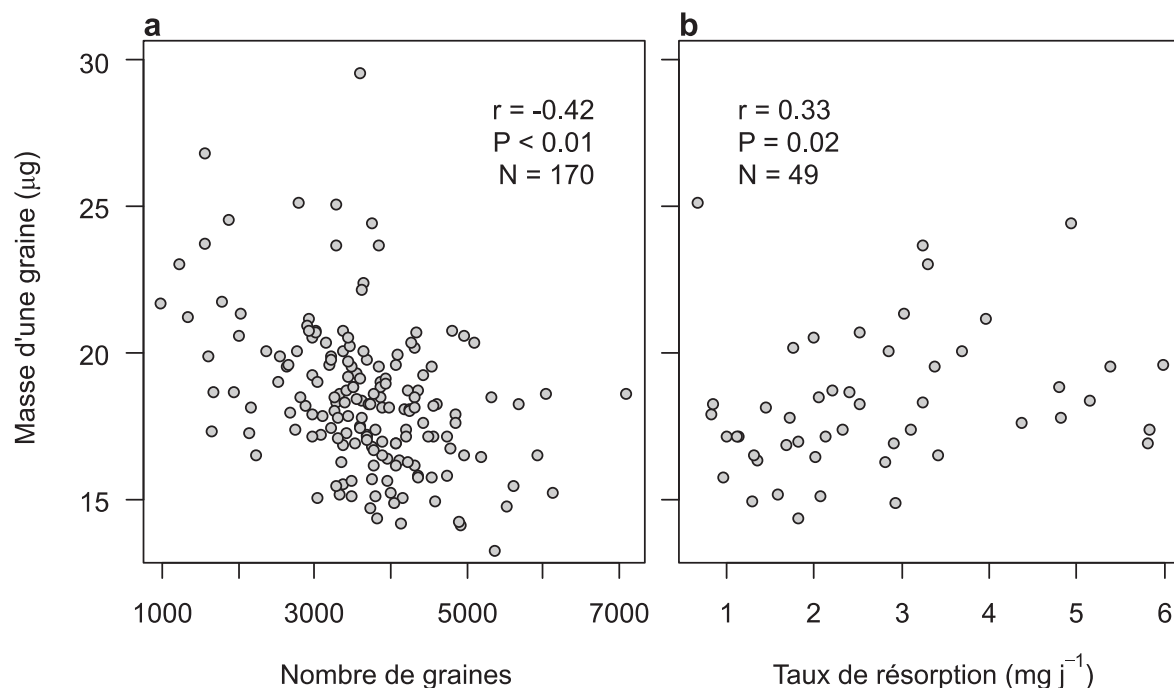 a
b
30
25
20
15
Masse d'une graine (µg)
r = -0.42
P < 0.01
N = 170
r = 0.33
P = 0.02
N = 49
1000
3000
5000
7000
1
2
3
4
5
6
Nombre de graines
Taux de résorption (mg j⁻¹)